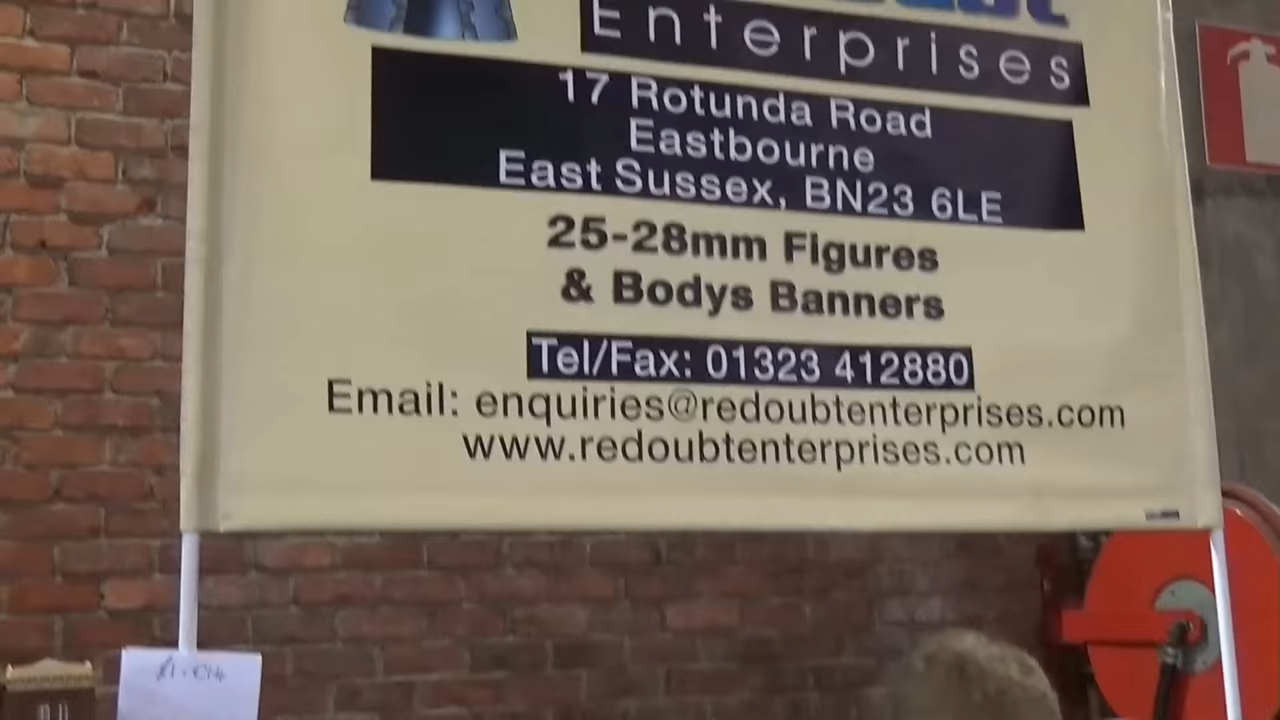 Enterprises
17 Rotunda Road
Eastbourne
East Sussex, BN23 6LE
25-28mm Figures
& Bodys Banners
Tel/Fax: 01323 412880
Email: enquiries@redoubtenterprises.com
www.redoubtenterprises.com